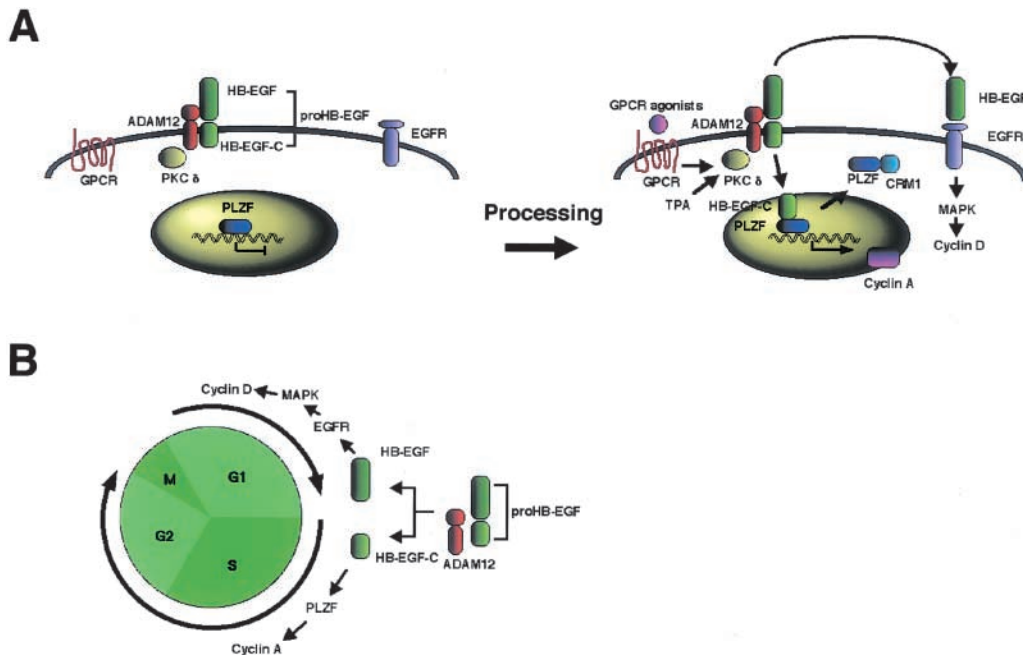 A
HB-EGF
ADAM12
proHB-EGF
HB-EGF-C
EGFR
GPCR
PKC δ
PLZF
Processing
GPCR agonists
ADAM12
HB-EGF
EGFR
GPCR
PKC δ
TPA
PLZF
CRM1
HB-EGF-C
PLZF
MAPK
Cyclin D
Cyclin A
B
Cyclin D
MAPK
EGFR
HB-EGF
M
G1
G2
S
proHB-EGF
HB-EGF-C
ADAM12
PLZF
Cyclin A